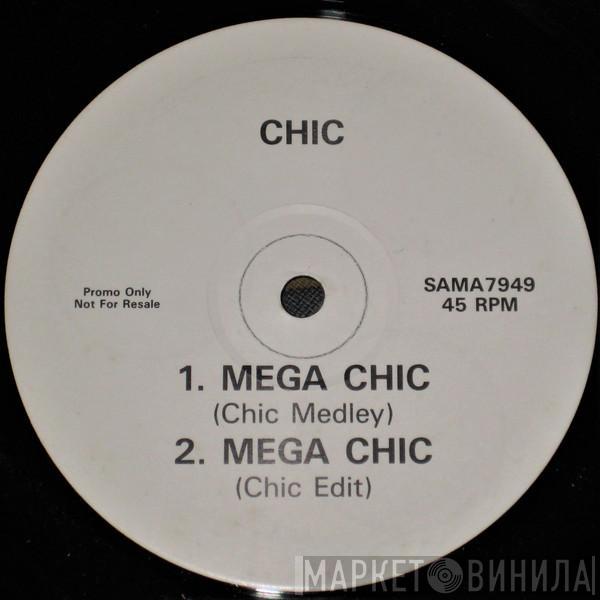 CHIC
Promo Only
Not For Resale
SAMA7949
45 RPM
1. MEGA CHIC
(Chic Medley)
2. MEGA CHIC
(Chic Edit)
МАРКЕТ ВИНИЛА